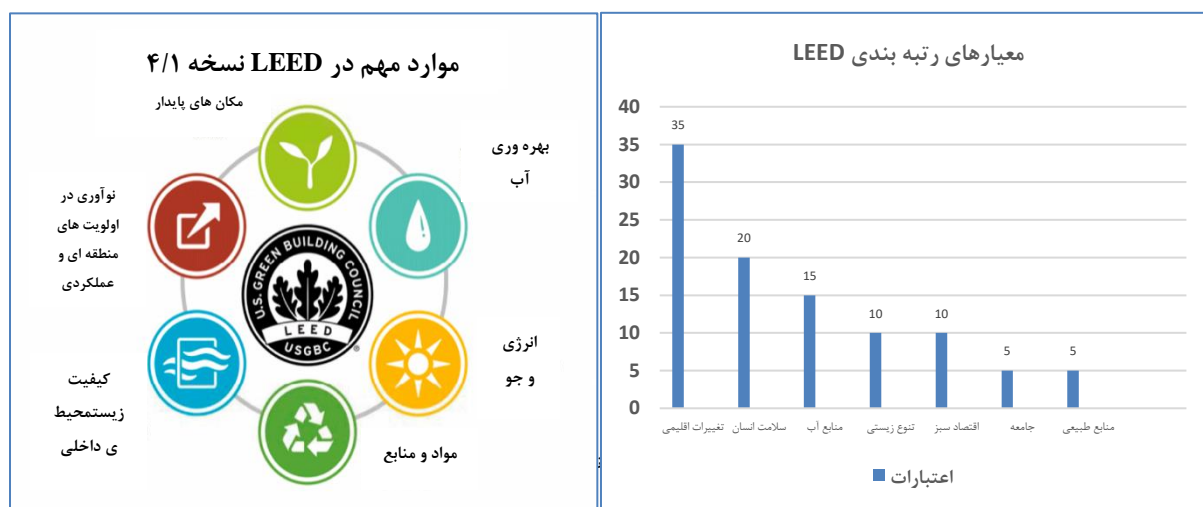 موارد مهم در LEED نسخه ۴/۱
مکان های پایدار
بهره وری
آب
نوآوری در
اولویت های
منطقه ای و
عملکردی
U.S. GREEN BUILDING COUNCIL
LEED
USGBC
®
انرژی
و جو
کیفیت
زیستمحیط
ی داخلی
مواد و منابع
معیارهای رتبه بندی LEED
40
35
30
25
20
15
10
5
0
35
20
15
10
10
5
5
تغییرات اقلیمی
سلامت انسان
منابع آب
تنوع زیستی
اقتصاد سبز
جامعه
منابع طبیعی
اعتبارات